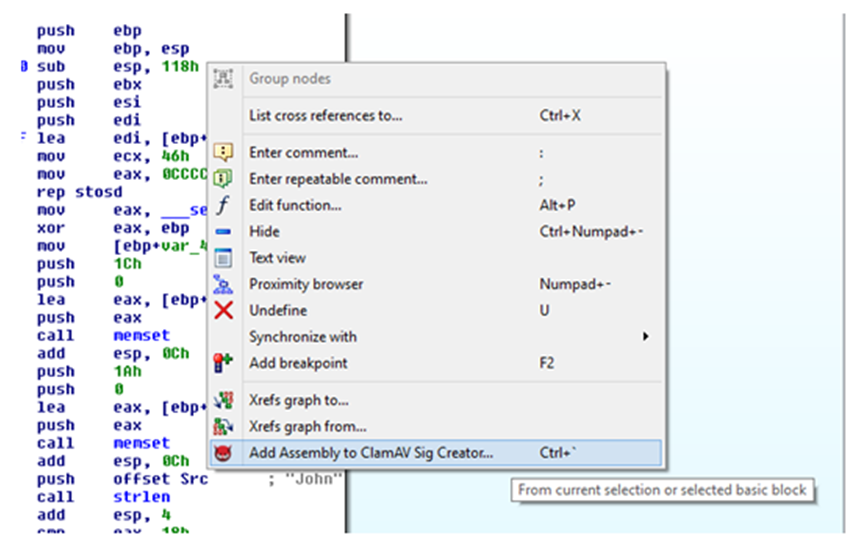 push ebp
mov ebp, esp
sub esp, 118h
push ebx
push esi
push edi
lea edi, [ebp+
mov ecx, 46h
mov eax, 0CCCC
rep stosd
mov eax, ___se
xor eax, ebp
mov [ebp+var_4
push 1Ch
push 0
lea eax, [ebp+
push eax
call memset
add esp, 0Ch
push 1Ah
push 0
lea eax, [ebp+
push eax
call memset
add esp, 0Ch
push offset Src ; "John"
call strlen
add esp, 4
Group nodes
List cross references to... Ctrl+X
Enter comment... :
Enter repeatable comment... ;
Edit function... Alt+P
Hide Ctrl+Numpad+-
Text view
Proximity browser Numpad+-
Undefine U
Synchronize with
Add breakpoint F2
Xrefs graph to...
Xrefs graph from...
Add Assembly to ClamAV Sig Creator... Ctrl+`
From current selection or selected basic block